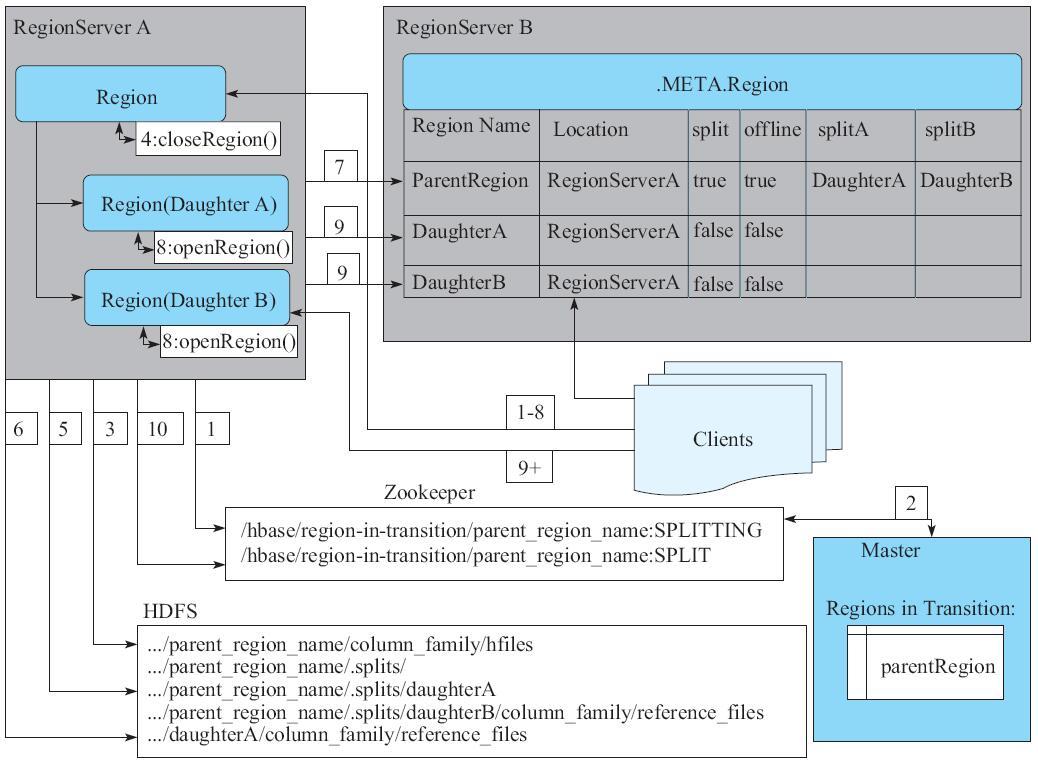 RegionServer A
Region
4:closeRegion()
Region(Daughter A)
8:openRegion()
Region(Daughter B)
8:openRegion()
7
9
9
RegionServer B
.META.Region
Region Name Location split offline splitA splitB
ParentRegion RegionServerA true true DaughterA DaughterB
DaughterA RegionServerA false false
DaughterB RegionServerA false false
6 5 3 10 1
1-8
9+
Clients
Zookeeper
/hbase/region-in-transition/parent_region_name:SPLITTING
/hbase/region-in-transition/parent_region_name:SPLIT
2
Master
Regions in Transition:
parentRegion
HDFS
.../parent_region_name/column_family/hfiles
.../parent_region_name/.splits/
.../parent_region_name/.splits/daughterA
.../parent_region_name/.splits/daughterB/column_family/reference_files
.../daughterA/column_family/reference_files